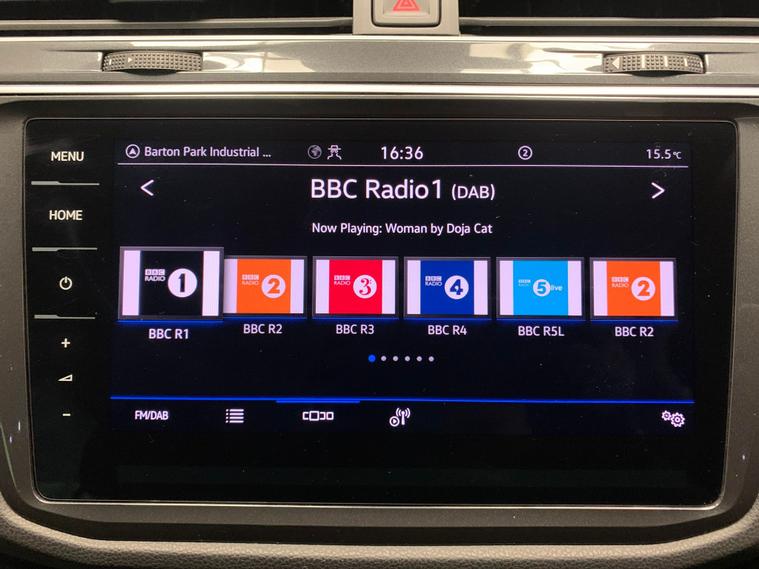 MENU
HOME
Barton Park Industrial ...
16:36
2
15.5°C
<
BBC Radio1 (DAB)
>
Now Playing: Woman by Doja Cat
BBC RADIO 1
BBC RADIO 2
BBC RADIO 3
BBC RADIO 4
BBC RADIO 5 live
BBC RADIO 2
BBC R1
BBC R2
BBC R3
BBC R4
BBC R5L
BBC R2
+
-
FM/DAB